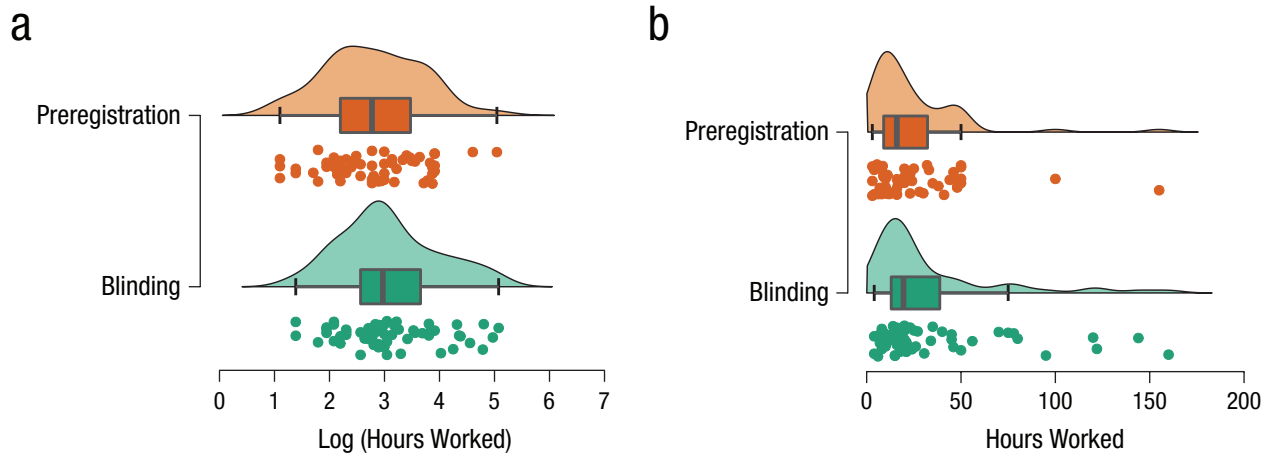 a
Preregistration
Blinding
0 1 2 3 4 5 6 7
Log (Hours Worked)
b
Preregistration
Blinding
0 50 100 150 200
Hours Worked